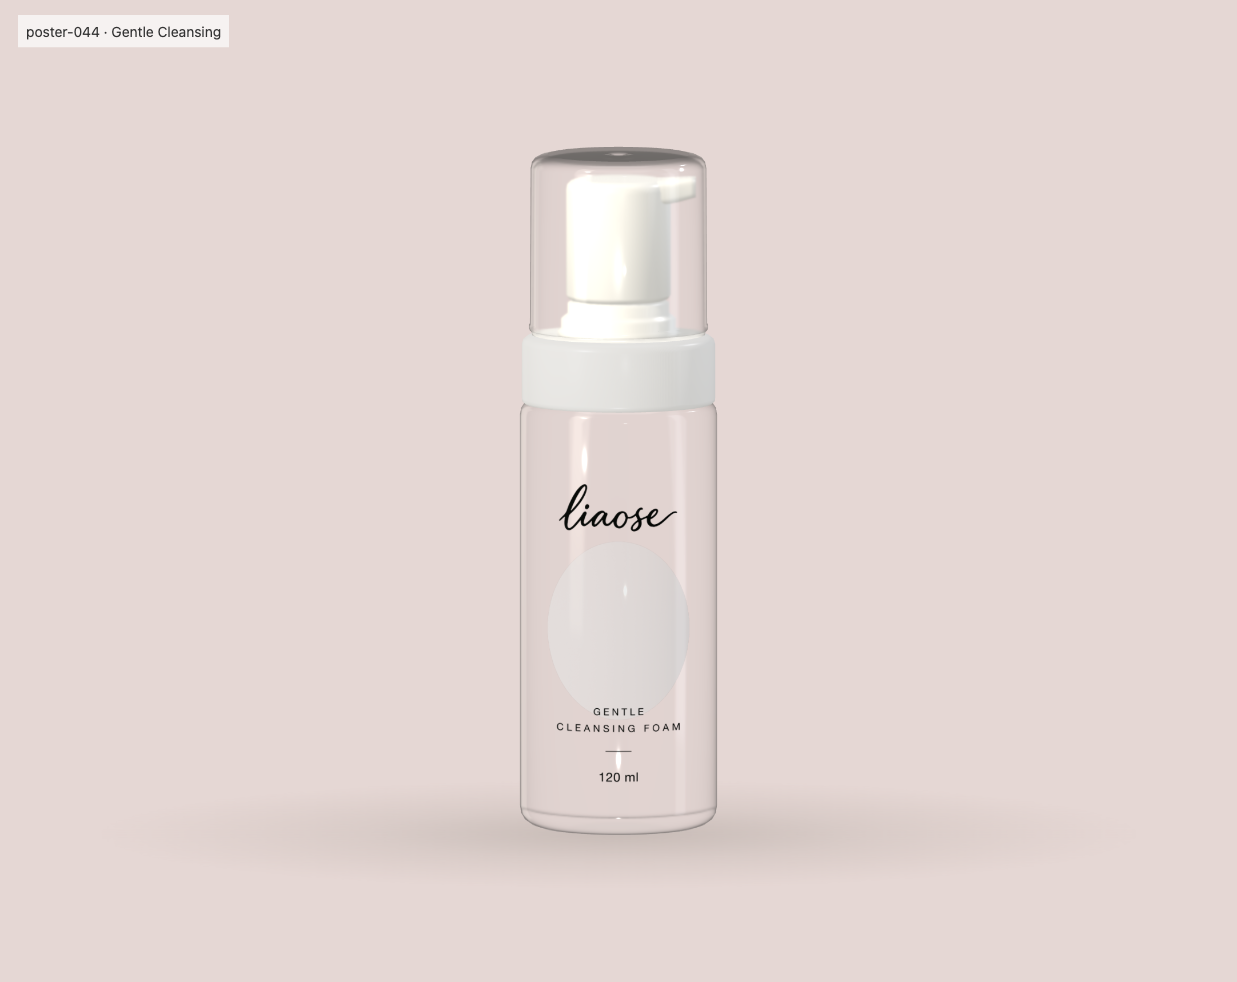 poster-044 · Gentle Cleansing
liaose
GENTLE
CLEANSING FOAM
120 ml